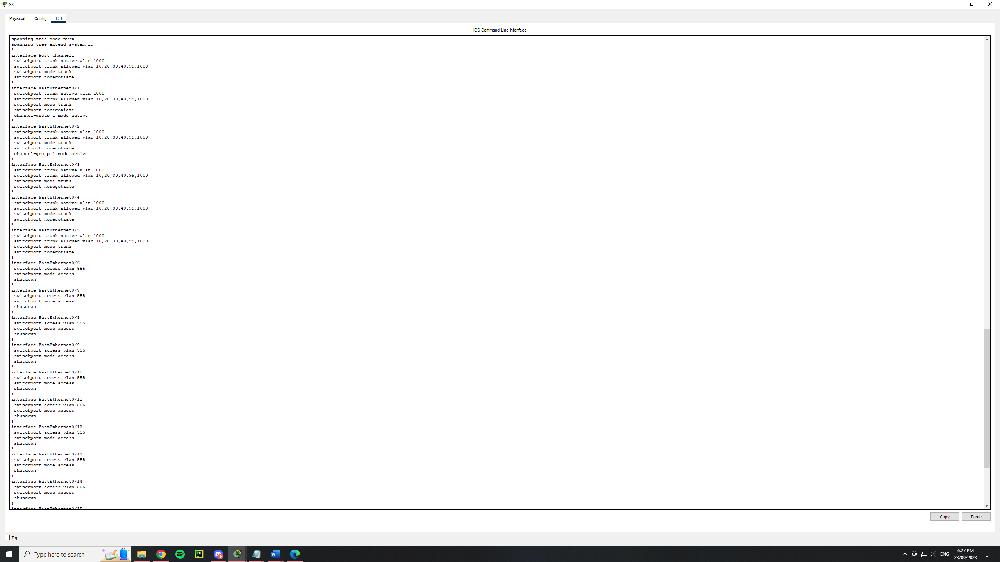 S3
Physical Config CLI
IOS Command Line Interface
spanning-tree mode pvst
spanning-tree extend system-id
!
interface Port-channel1
switchport trunk native vlan 1000
switchport trunk allowed vlan 10,20,30,40,99,1000
switchport mode trunk
switchport nonegotiate
!
interface FastEthernet0/1
switchport trunk native vlan 1000
switchport trunk allowed vlan 10,20,30,40,99,1000
switchport mode trunk
switchport nonegotiate
channel-group 1 mode active
!
interface FastEthernet0/2
switchport trunk native vlan 1000
switchport trunk allowed vlan 10,20,30,40,99,1000
switchport mode trunk
switchport nonegotiate
channel-group 1 mode active
!
interface FastEthernet0/3
switchport trunk native vlan 1000
switchport trunk allowed vlan 10,20,30,40,99,1000
switchport mode trunk
switchport nonegotiate
!
interface FastEthernet0/4
switchport trunk native vlan 1000
switchport trunk allowed vlan 10,20,30,40,99,1000
switchport mode trunk
switchport nonegotiate
!
interface FastEthernet0/5
switchport trunk native vlan 1000
switchport trunk allowed vlan 10,20,30,40,99,1000
switchport mode trunk
switchport nonegotiate
!
interface FastEthernet0/6
switchport access vlan 555
switchport mode access
shutdown
!
interface FastEthernet0/7
switchport access vlan 555
switchport mode access
shutdown
!
interface FastEthernet0/8
switchport access vlan 555
switchport mode access
shutdown
!
interface FastEthernet0/9
switchport access vlan 555
switchport mode access
shutdown
!
interface FastEthernet0/10
switchport access vlan 555
switchport mode access
shutdown
!
interface FastEthernet0/11
switchport access vlan 555
switchport mode access
shutdown
!
interface FastEthernet0/12
switchport access vlan 555
switchport mode access
shutdown
!
interface FastEthernet0/13
switchport access vlan 555
switchport mode access
shutdown
!
interface FastEthernet0/14
switchport access vlan 555
switchport mode access
shutdown
!
interface FastEthernet0/15
Copy Paste
Top
Type here to search
PC
W
ENG
6:27 PM
23/09/2023